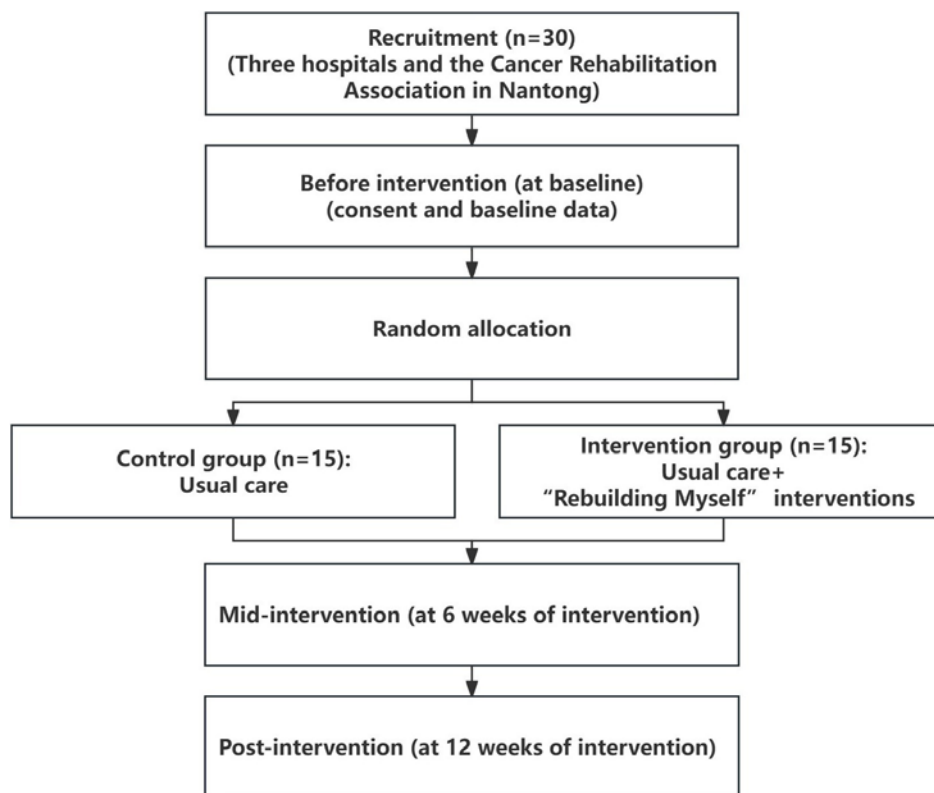 Recruitment (n=30)
(Three hospitals and the Cancer Rehabilitation
Association in Nantong)
Before intervention (at baseline)
(consent and baseline data)
Random allocation
Control group (n=15):
Usual care
Intervention group (n=15):
Usual care+
“Rebuilding Myself” interventions
Mid-intervention (at 6 weeks of intervention)
Post-intervention (at 12 weeks of intervention)